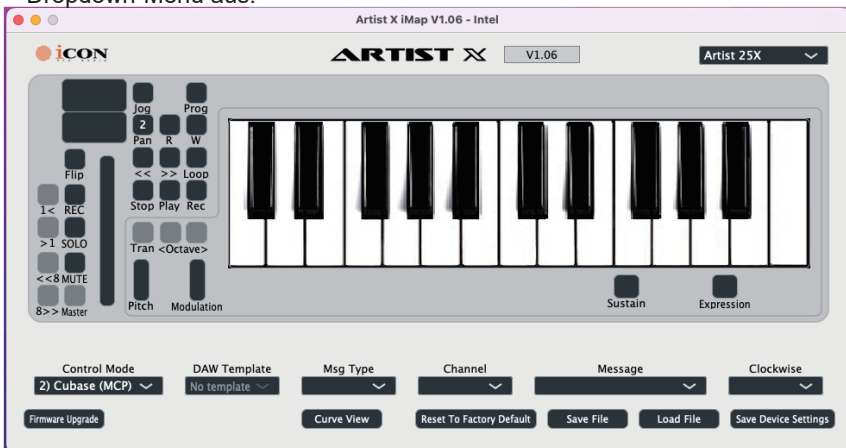 Dropdown Menü aus.
Artist X iMap V1.06 - Intel
iCON
PRO AUDIO
ARTIST X
V1.06
Artist 25X
Jog Prog
2
Pan R W
Flip
<< >> Loop
1< REC
Stop Play Rec
>1 SOLO
Tran <Octave>
<<8 MUTE
8>> Master
Pitch Modulation
Sustain Expression
Control Mode DAW Template Msg Type Channel Message Clockwise
2) Cubase (MCP) No template
Firmware Upgrade Curve View Reset To Factory Default Save File Load File Save Device Settings